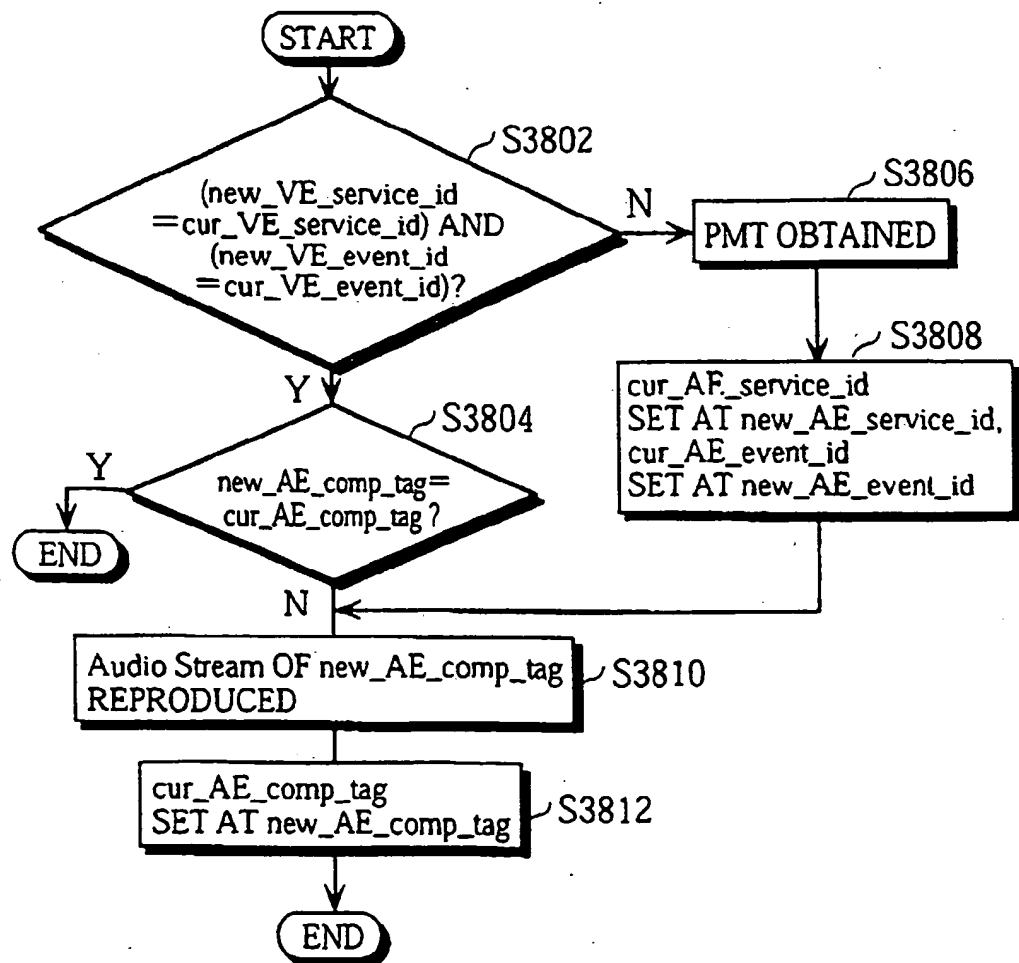 START
S3802
(new_VE_service_id
=cur_VE_service_id) AND
(new_VE_event_id
=cur_VE_event_id)?
N
S3806
PMT OBTAINED
S3808
cur_AE_service_id
SET AT new_AE_service_id,
cur_AE_event_id
SET AT new_AE_event_id
Y
S3804
new_AE_comp_tag=
cur_AE_comp_tag?
Y
END
N
Audio Stream OF new_AE_comp_tag
REPRODUCED
S3810
cur_AE_comp_tag
SET AT new_AE_comp_tag
S3812
END